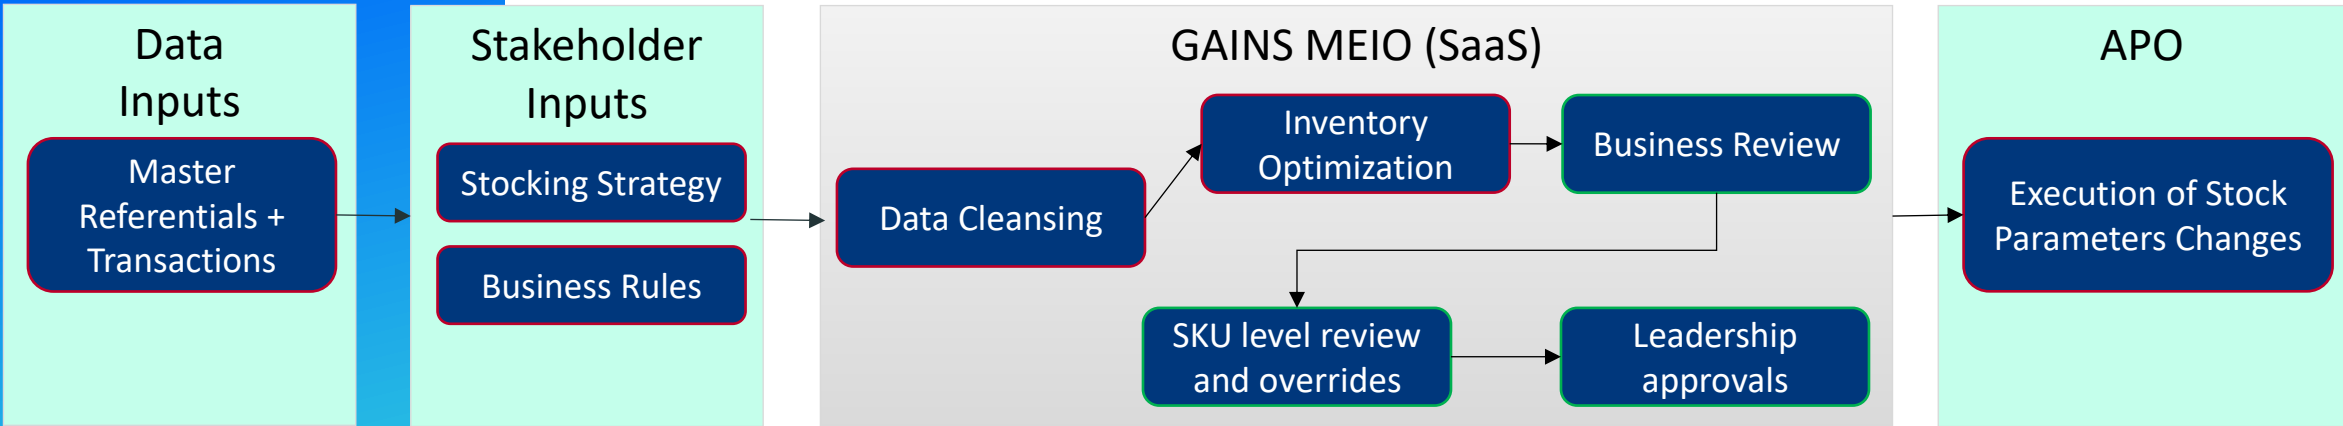 Data
Inputs
Master
Referentials +
Transactions
Stakeholder
Inputs
Stocking Strategy
Business Rules
GAINS MEIO (SaaS)
Data Cleansing
Inventory
Optimization
Business Review
SKU level review
and overrides
Leadership
approvals
APO
Execution of Stock
Parameters Changes